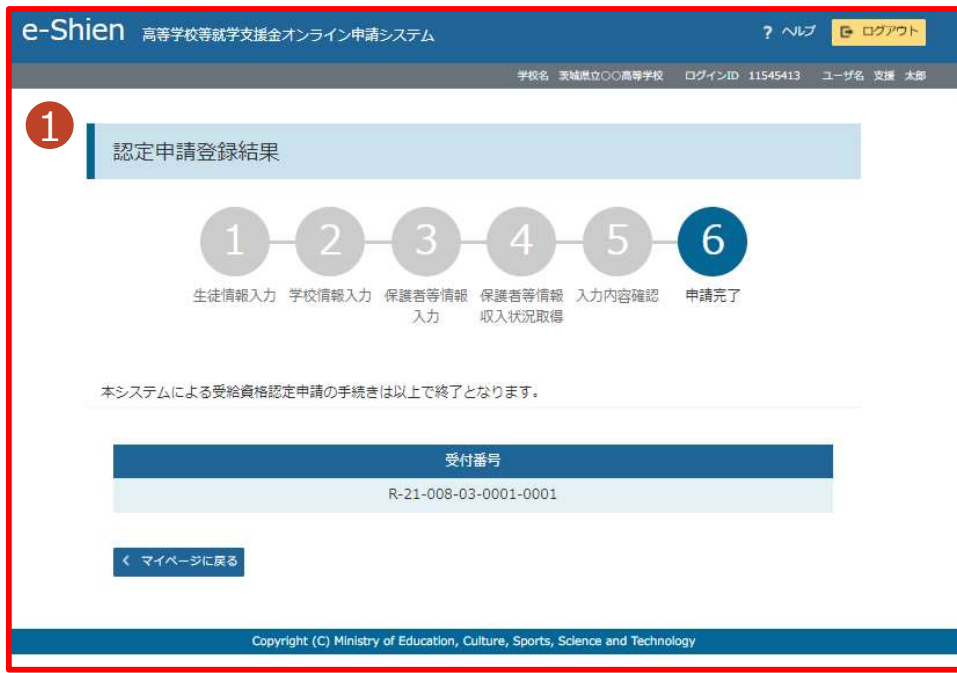 e-Shien 高等学校等就学支援金オンライン申請システム
? ヘルプ
ログアウト
学校名 茨城県立○○高等学校 ログインID 11545413 ユーザ名 支援 太郎
1
認定申請登録結果
1 2 3 4 5 6
生徒情報入力 学校情報入力 保護者等情報 保護者等情報 入力内容確認 申請完了
入力 収入状況取得
本システムによる受給資格認定申請の手続きは以上で終了となります。
受付番号
R-21-008-03-0001-0001
マイページに戻る
Copyright (C) Ministry of Education, Culture, Sports, Science and Technology